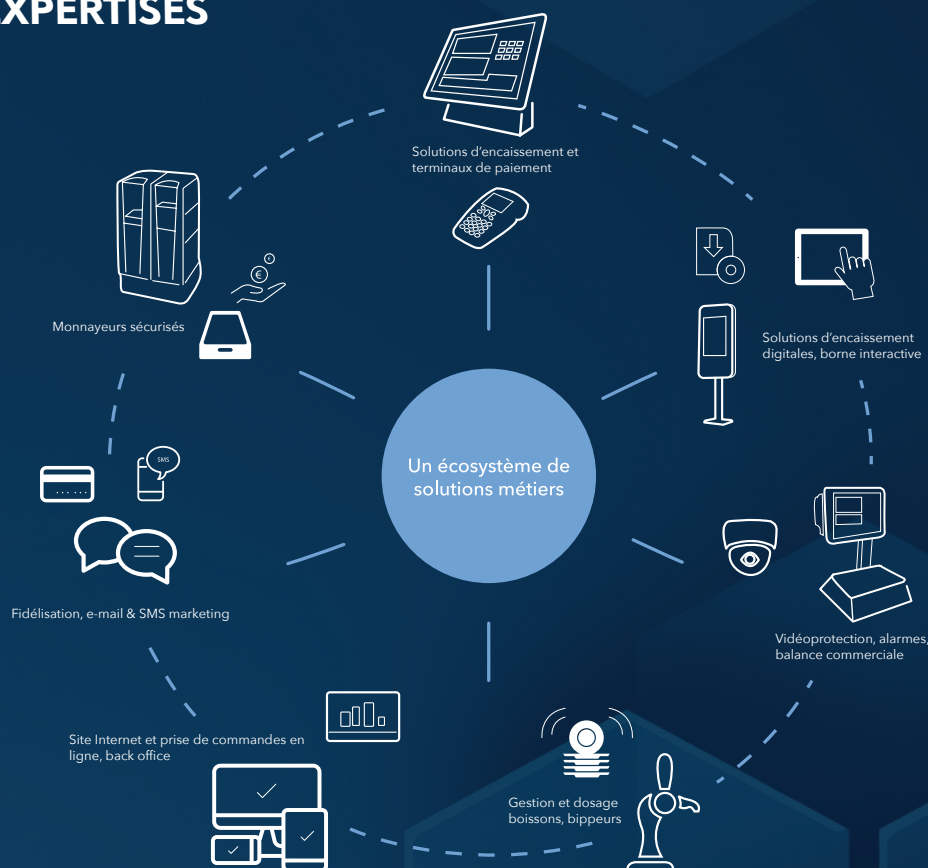 EXPERTISES
Solutions d'encaissement et
terminaux de paiement
Monnayeurs sécurisés
Solutions d'encaissement
digitales, borne interactive
Un écosystème de
solutions métiers
SMS
Fidélisation, e-mail & SMS marketing
Vidéoprotection, alarmes,
balance commerciale
Site Internet et prise de commandes en
ligne, back office
Gestion et dosage
boissons, bippeurs